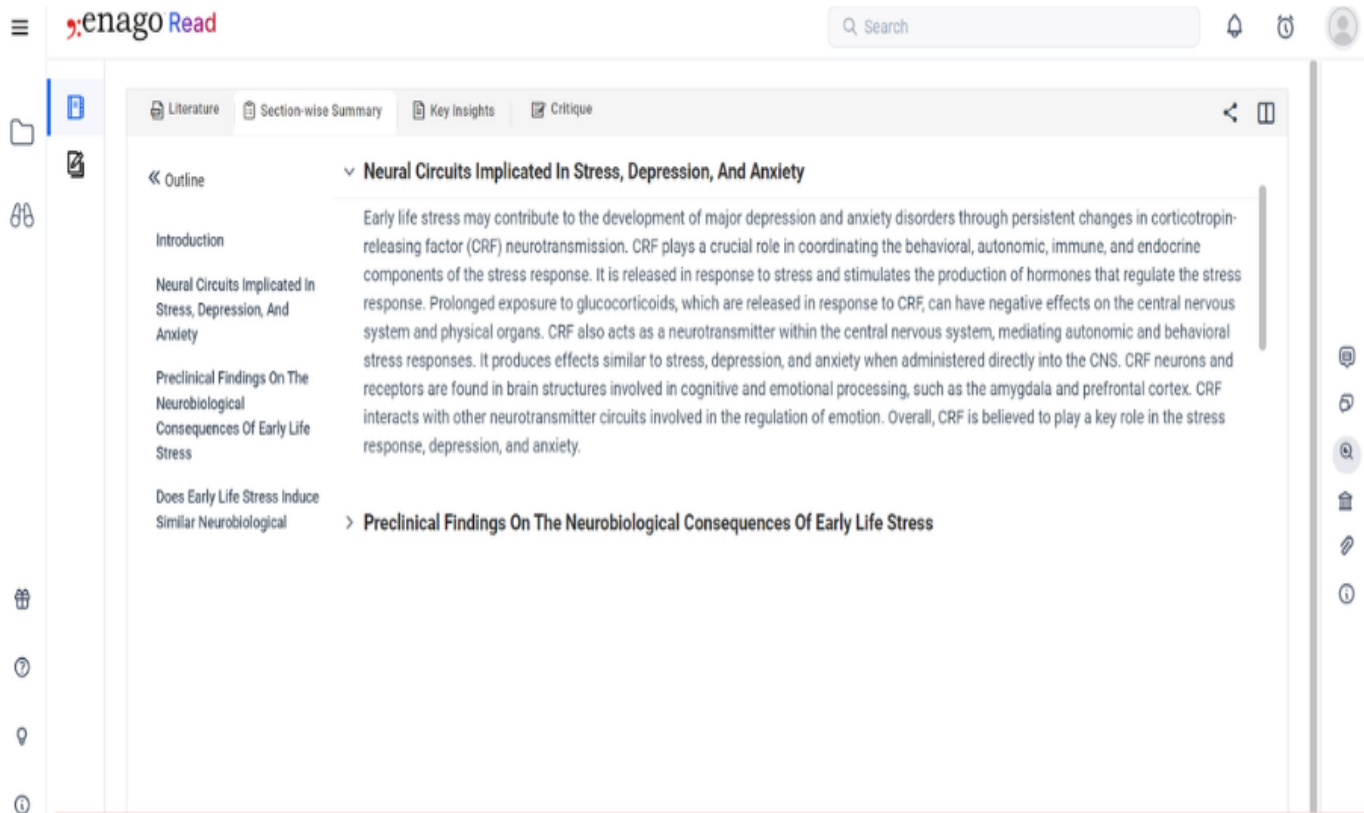 enago Read
Search
Literature
Section-wise Summary
Key Insights
Critique
Outline
Introduction
Neural Circuits Implicated In
Stress, Depression, And
Anxiety
Preclinical Findings On The
Neurobiological
Consequences Of Early Life
Stress
Does Early Life Stress Induce
Similar Neurobiological
Neural Circuits Implicated In Stress, Depression, And Anxiety
Early life stress may contribute to the development of major depression and anxiety disorders through persistent changes in corticotropin-
releasing factor (CRF) neurotransmission. CRF plays a crucial role in coordinating the behavioral, autonomic, immune, and endocrine
components of the stress response. It is released in response to stress and stimulates the production of hormones that regulate the stress
response. Prolonged exposure to glucocorticoids, which are released in response to CRF, can have negative effects on the central nervous
system and physical organs. CRF also acts as a neurotransmitter within the central nervous system, mediating autonomic and behavioral
stress responses. It produces effects similar to stress, depression, and anxiety when administered directly into the CNS. CRF neurons and
receptors are found in brain structures involved in cognitive and emotional processing, such as the amygdala and prefrontal cortex. CRF
interacts with other neurotransmitter circuits involved in the regulation of emotion. Overall, CRF is believed to play a key role in the stress
response, depression, and anxiety.
Preclinical Findings On The Neurobiological Consequences Of Early Life Stress